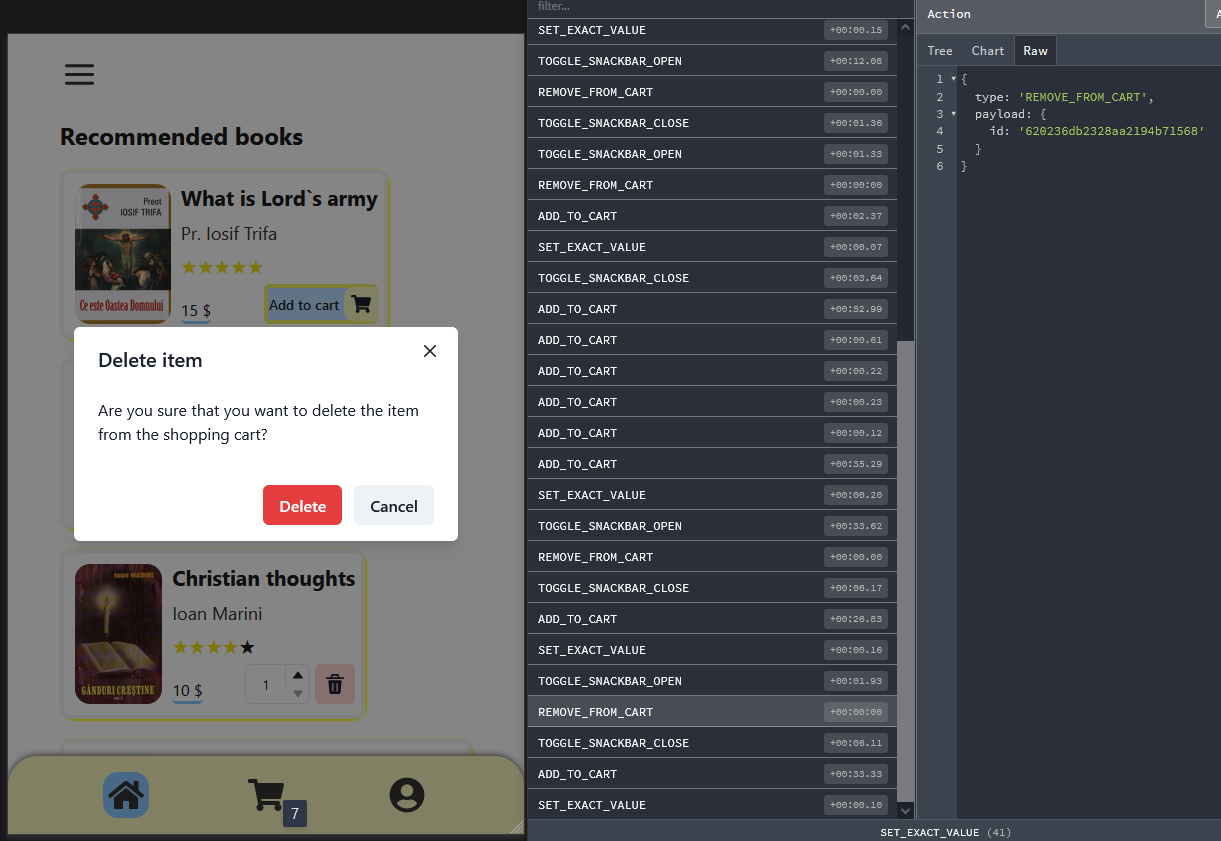 Recommended books
Preot
IOSIF TRIFA
Ce este Oastea Domnului
What is Lord`s army
Pr. Iosif Trifa
15 $
Add to cart
Delete item
Are you sure that you want to delete the item
from the shopping cart?
Delete
Cancel
Ioan MARINI
GÂNDURI CREŞTINE
Christian thoughts
Ioan Marini
10 $
1
7
filter...
SET_EXACT_VALUE +00:00.15
TOGGLE_SNACKBAR_OPEN +00:12.08
REMOVE_FROM_CART +00:00.00
TOGGLE_SNACKBAR_CLOSE +00:01.36
TOGGLE_SNACKBAR_OPEN +00:01.33
REMOVE_FROM_CART +00:00:00
ADD_TO_CART +00:02.37
SET_EXACT_VALUE +00:00.07
TOGGLE_SNACKBAR_CLOSE +00:03.64
ADD_TO_CART +00:52.99
ADD_TO_CART +00:00.61
ADD_TO_CART +00:00.22
ADD_TO_CART +00:00.23
ADD_TO_CART +00:00.12
ADD_TO_CART +00:35.29
SET_EXACT_VALUE +00:00.20
TOGGLE_SNACKBAR_OPEN +00:33.62
REMOVE_FROM_CART +00:00.00
TOGGLE_SNACKBAR_CLOSE +00:06.17
ADD_TO_CART +00:26.83
SET_EXACT_VALUE +00:00.16
TOGGLE_SNACKBAR_OPEN +00:01.93
REMOVE_FROM_CART +00:00:00
TOGGLE_SNACKBAR_CLOSE +00:06.11
ADD_TO_CART +00:33.33
SET_EXACT_VALUE +00:00.10
SET_EXACT_VALUE (41)
Action
Tree Chart Raw
1 {
2 type: 'REMOVE_FROM_CART',
3 payload: {
4 id: '620236db2328aa2194b71568'
5 }
6 }